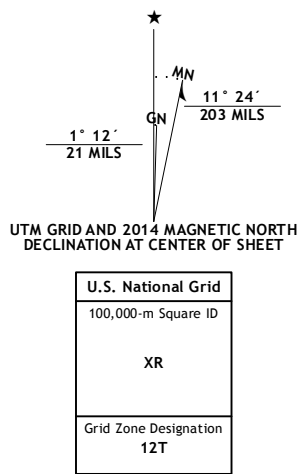 ★
MN
GN
11° 24´
203 MILS
1° 12´
21 MILS
UTM GRID AND 2014 MAGNETIC NORTH
DECLINATION AT CENTER OF SHEET
U.S. National Grid
100,000-m Square ID
XR
Grid Zone Designation
12T